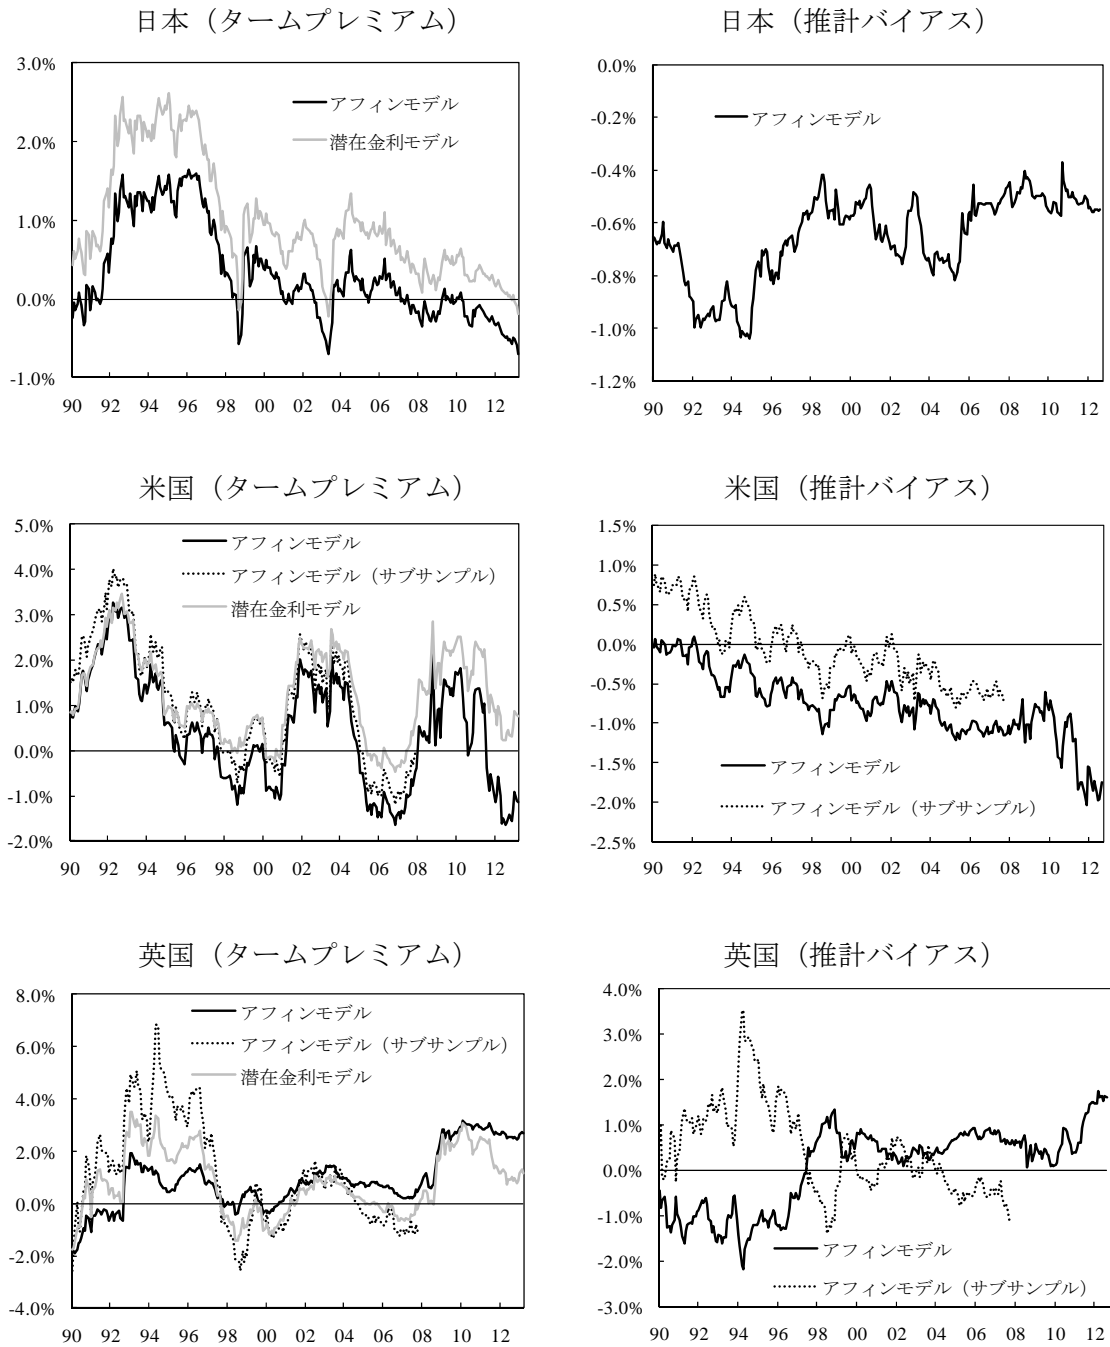 日本（タームプレミアム）
3.0%
2.0%
1.0%
0.0%
-1.0%
アフィンモデル
潜在金利モデル
90 92 94 96 98 00 02 04 06 08 10 12
日本（推計バイアス）
0.0%
-0.2%
-0.4%
-0.6%
-0.8%
-1.0%
-1.2%
アフィンモデル
90 92 94 96 98 00 02 04 06 08 10 12
米国（タームプレミアム）
5.0%
4.0%
3.0%
2.0%
1.0%
0.0%
-1.0%
-2.0%
アフィンモデル
アフィンモデル（サブサンプル）
潜在金利モデル
90 92 94 96 98 00 02 04 06 08 10 12
米国（推計バイアス）
1.5%
1.0%
0.5%
0.0%
-0.5%
-1.0%
-1.5%
-2.0%
-2.5%
アフィンモデル
アフィンモデル（サブサンプル）
90 92 94 96 98 00 02 04 06 08 10 12
英国（タームプレミアム）
8.0%
6.0%
4.0%
2.0%
0.0%
-2.0%
-4.0%
アフィンモデル
アフィンモデル（サブサンプル）
潜在金利モデル
90 92 94 96 98 00 02 04 06 08 10 12
英国（推計バイアス）
4.0%
3.0%
2.0%
1.0%
0.0%
-1.0%
-2.0%
-3.0%
アフィンモデル
アフィンモデル（サブサンプル）
90 92 94 96 98 00 02 04 06 08 10 12